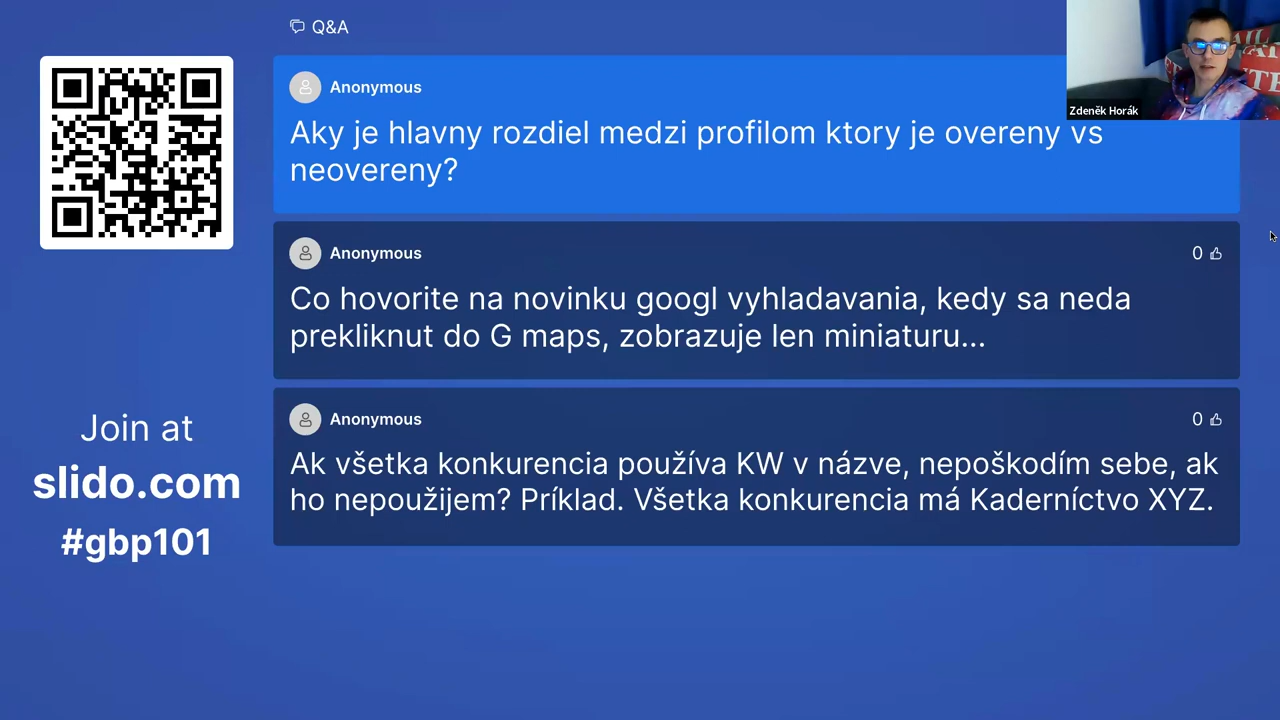 Q&A
Anonymous
Aky je hlavny rozdiel medzi profilom ktory je overeny vs
neovereny?
Anonymous
0
Co hovorite na novinku googl vyhladavania, kedy sa neda
prekliknut do G maps, zobrazuje len miniaturu...
Anonymous
0
Ak všetka konkurencia používa KW v názve, nepoškodím sebe, ak
ho nepoužijem? Príklad. Všetka konkurencia má Kaderníctvo XYZ.
Join at
slido.com
#gbp101
Zdeněk Horák